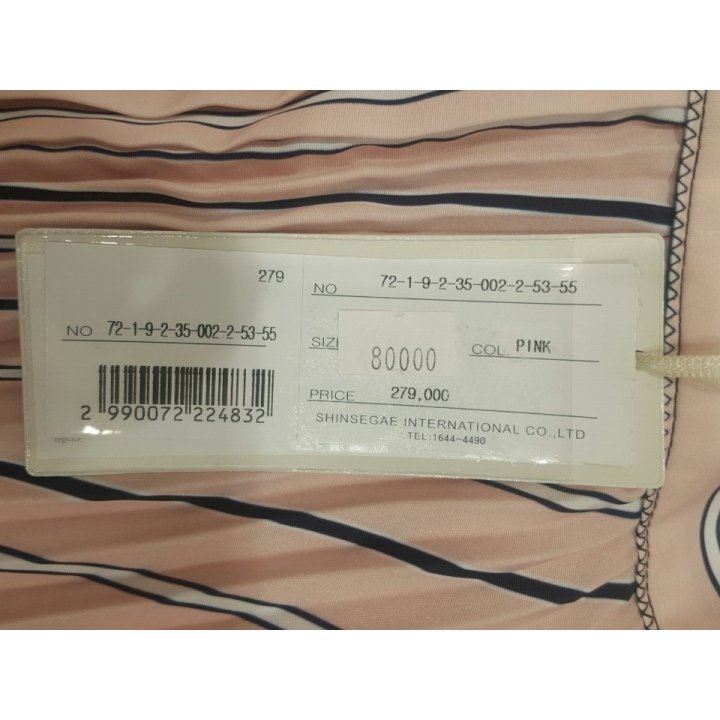 279
NO 72-1-9-2-35-002-2-53-55
2 990072 224832
NO 72-1-9-2-35-002-2-53-55
80000
COL. PINK
PRICE 279,000
SHINSEGAE INTERNATIONAL CO.,LTD
TEL:1644-4490